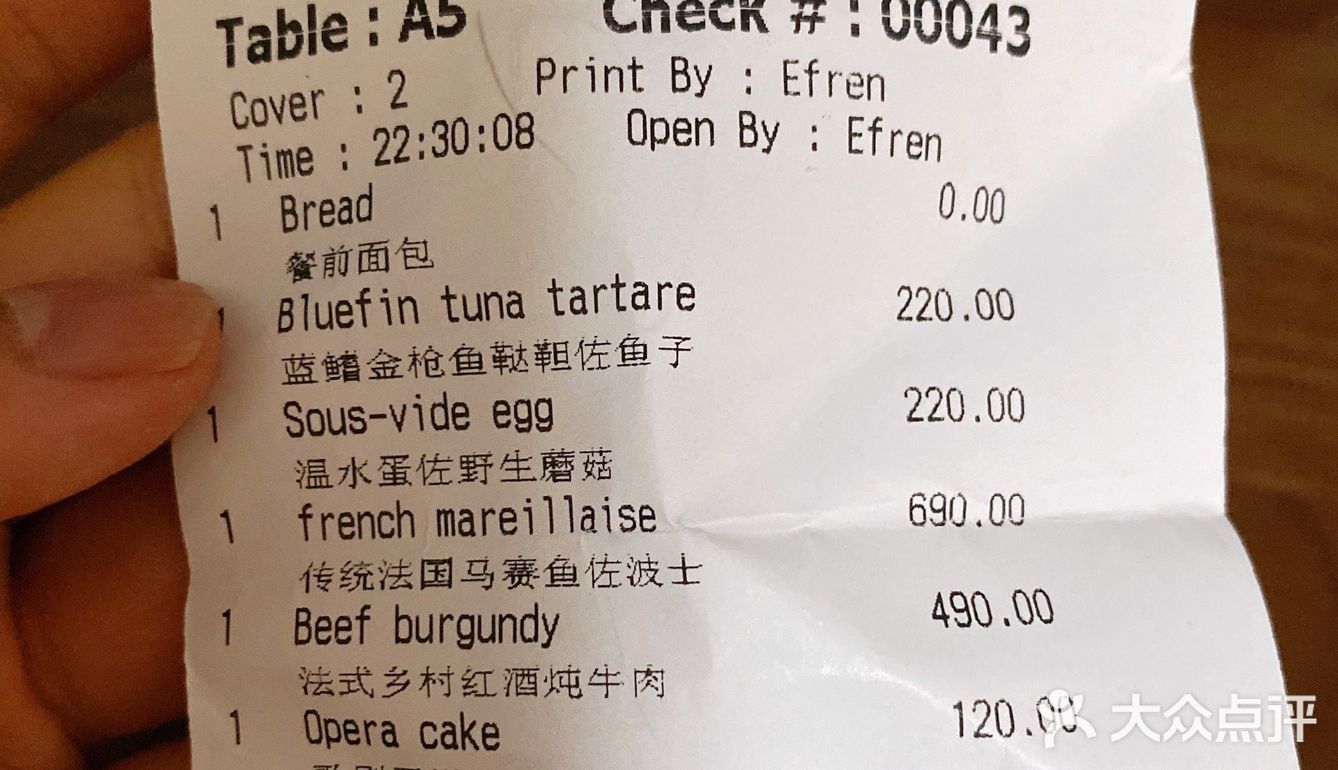 Table : A5 Check # : 00043
Cover : 2 Print By : Efren
Time : 22:30:08 Open By : Efren
1 Bread 0.00
餐前面包
1 Bluefin tuna tartare 220.00
蓝鳍金枪鱼鞑靼佐鱼子
1 Sous-vide egg 220.00
温水蛋佐野生蘑菇
1 french mareillaise 690.00
传统法国马赛鱼佐波士
1 Beef burgundy 490.00
法式乡村红酒炖牛肉
1 Opera cake 120.00
大众点评